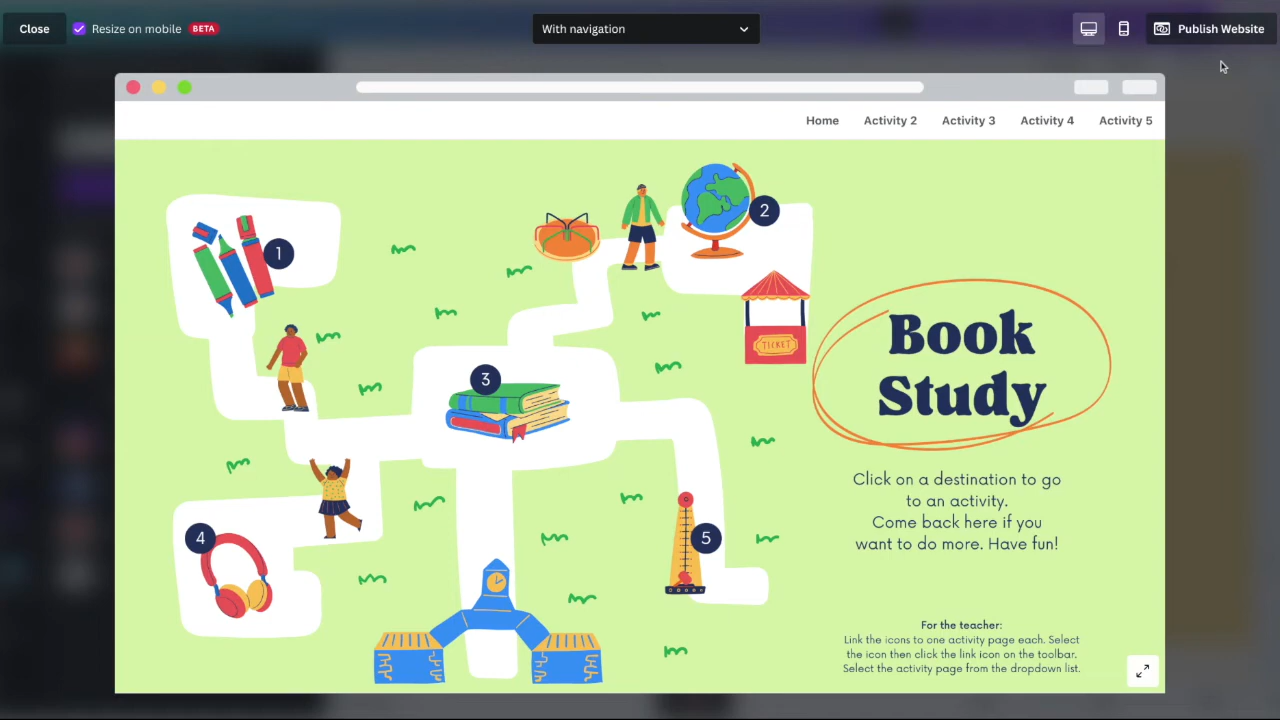 Close
Resize on mobile BETA
With navigation
Publish Website
Home Activity 2 Activity 3 Activity 4 Activity 5
1
2
TICKET
3
Book
Study
Click on a destination to go
to an activity.
Come back here if you
want to do more. Have fun!
4
5
For the teacher:
Link the icons to one activity page each. Select
the icon then click the link icon on the toolbar.
Select the activity page from the dropdown list.